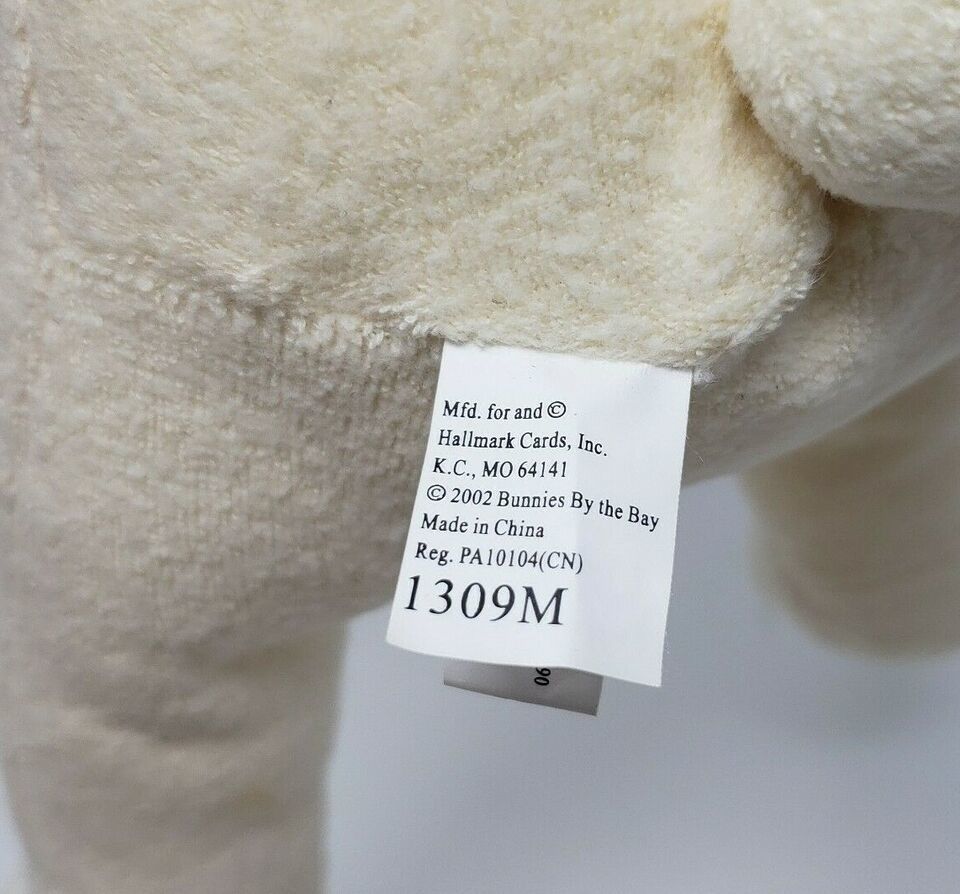 Mfd. for and ©
Hallmark Cards, Inc.
K.C., MO 64141
© 2002 Bunnies By the Bay
Made in China
Reg. PA10104(CN)
1309M
06